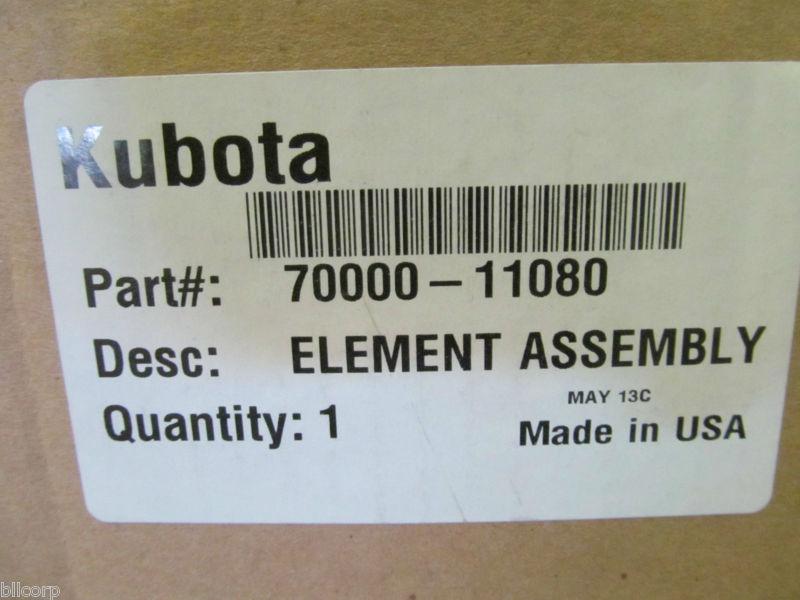 Kubota
Part#: 70000-11080
Desc: ELEMENT ASSEMBLY
MAY 13C
Quantity: 1
Made in USA
bllcorp